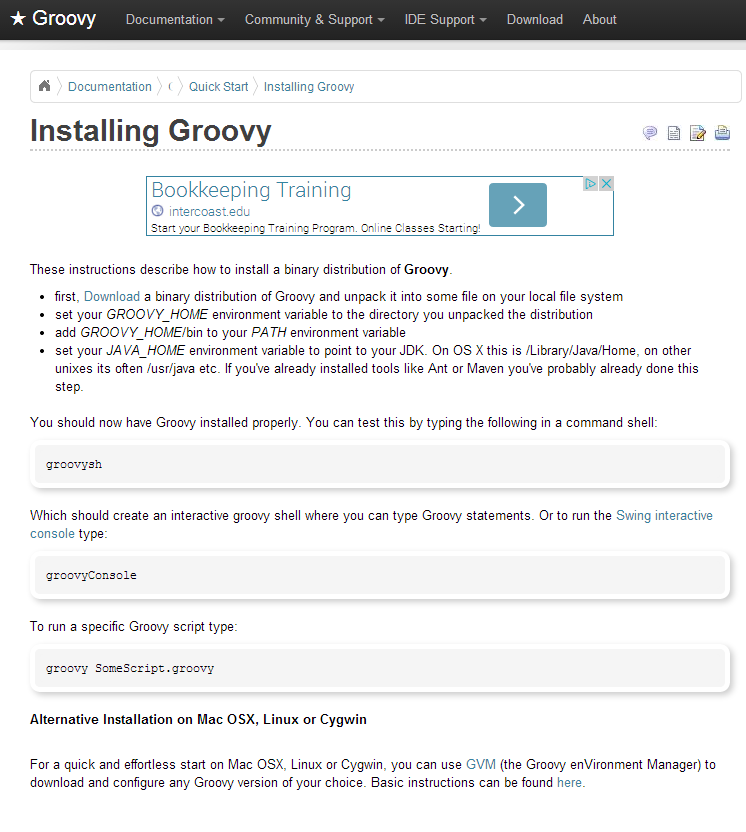 ★ Groovy Documentation Community & Support IDE Support Download About
Documentation Quick Start Installing Groovy
Installing Groovy
Bookkeeping Training
intercoast.edu
Start your Bookkeeping Training Program. Online Classes Starting!
These instructions describe how to install a binary distribution of Groovy.
• first, Download a binary distribution of Groovy and unpack it into some file on your local file system
• set your GROOVY_HOME environment variable to the directory you unpacked the distribution
• add GROOVY_HOME/bin to your PATH environment variable
• set your JAVA_HOME environment variable to point to your JDK. On OS X this is /Library/Java/Home, on other
unixes its often /usr/java etc. If you've already installed tools like Ant or Maven you've probably already done this
step.
You should now have Groovy installed properly. You can test this by typing the following in a command shell:
groovysh
Which should create an interactive groovy shell where you can type Groovy statements. Or to run the Swing interactive
console type:
groovyConsole
To run a specific Groovy script type:
groovy SomeScript.groovy
Alternative Installation on Mac OSX, Linux or Cygwin
For a quick and effortless start on Mac OSX, Linux or Cygwin, you can use GVM (the Groovy enVironment Manager) to
download and configure any Groovy version of your choice. Basic instructions can be found here.